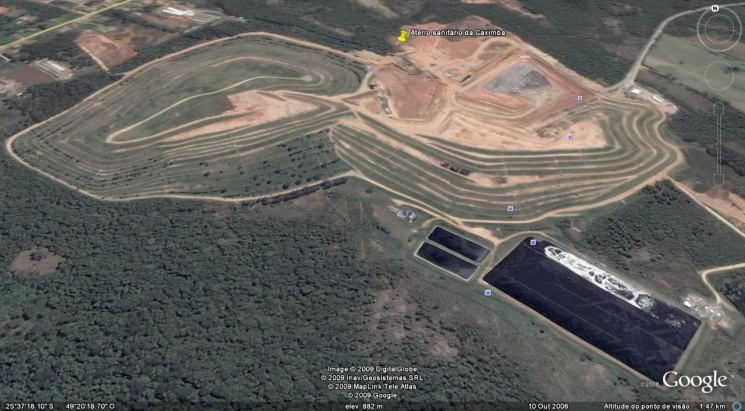 Aterro sanitário da Caximba
N
Image © 2009 DigitalGlobe
© 2009 Inav/Geosistemas SRL
© 2009 MapLink/Tele Atlas
© 2009 Google
©2009 Google
25°37'18.10" S 49°20'18.70" O elev 882 m 10 Out 2006 Altitude do ponto de visão 1.47 km